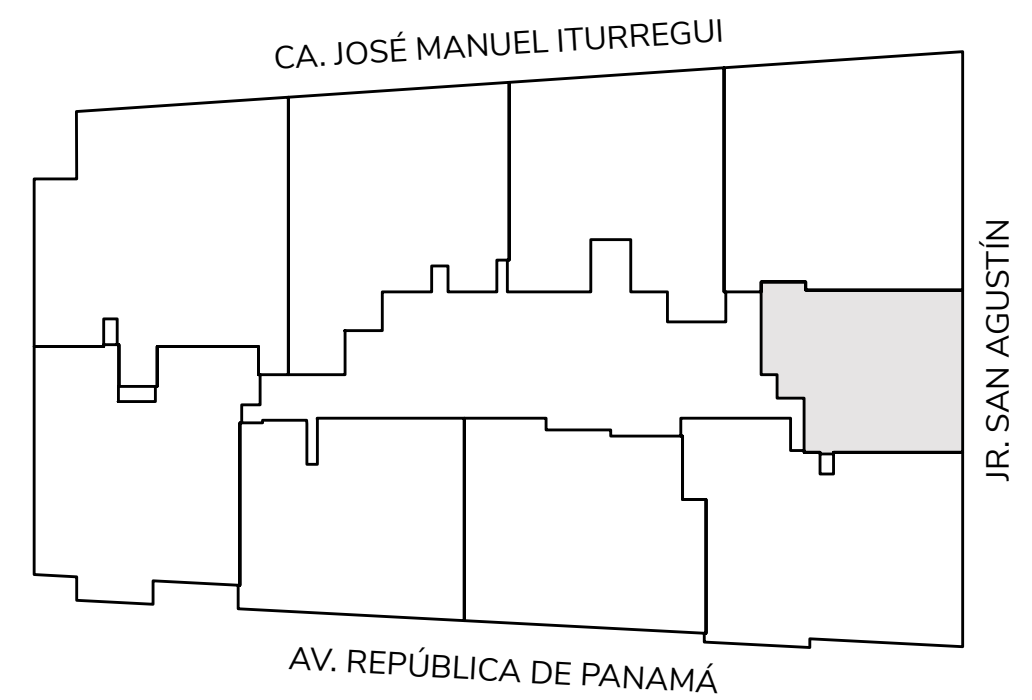 CA. JOSÉ MANUEL ITURREGUI
JR. SAN AGUSTÍN
AV. REPÚBLICA DE PANAMÁ